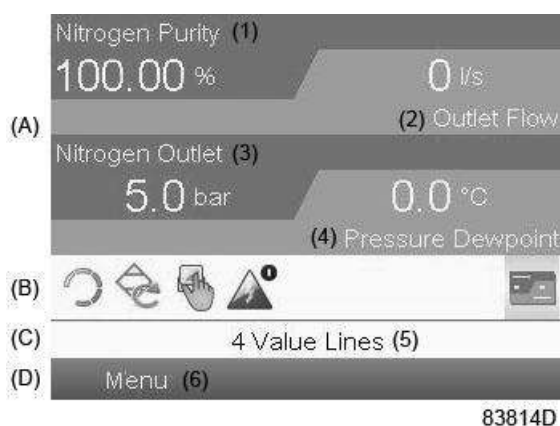 Nitrogen Purity (1)
100.00 %
0 l/s
(A)
(2) Outlet Flow
Nitrogen Outlet (3)
5.0 bar
0.0 °C
(4) Pressure Dewpoint
(B)
(C)
4 Value Lines (5)
(D)
Menu (6)
83814D